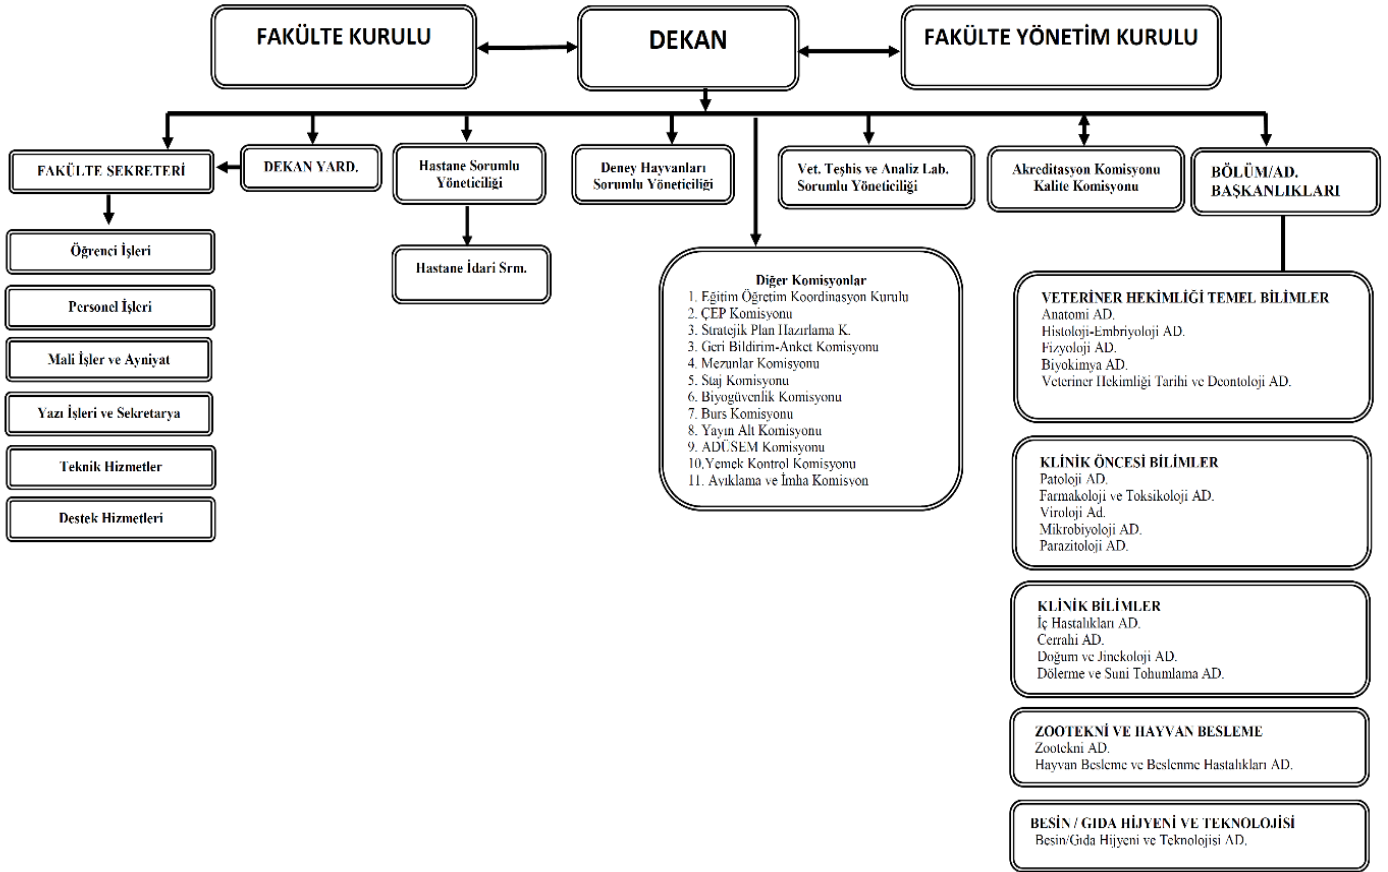 FAKÜLTE KURULU
DEKAN
FAKÜLTE YÖNETİM KURULU
FAKÜLTE SEKRETERİ
DEKAN YARD.
Hastane Sorumlu
Yöneticiliği
Deney Hayvanları
Sorumlu Yöneticiliği
Vet. Teşhis ve Analiz Lab.
Sorumlu Yöneticiliği
Akreditasyon Komisyonu
Kalite Komisyonu
BÖLÜM/AD.
BAŞKANLIKLARI
Öğrenci İşleri
Personel İşleri
Mali İşler ve Ayniyat
Yazı İşleri ve Sekretarya
Teknik Hizmetler
Destek Hizmetleri
Hastane İdari Srm.
Diğer Komisyonlar
1. Eğitim Öğretim Koordinasyon Kurulu
2. ÇEP Komisyonu
3. Stratejik Plan Hazırlama K.
3. Geri Bildirim-Anket Komisyonu
4. Mezunlar Komisyonu
5. Staj Komisyonu
6. Biyogüvenlik Komisyonu
7. Burs Komisyonu
8. Yayın Alt Komisyonu
9. ADÜSEM Komisyonu
10.Yemek Kontrol Komisyonu
11. Ayıklama ve İmha Komisyon
VETERİNER HEKİMLİĞİ TEMEL BİLİMLER
Anatomi AD.
Histoloji-Embriyoloji AD.
Fizyoloji AD.
Biyokimya AD.
Veteriner Hekimliği Tarihi ve Deontoloji AD.
KLİNİK ÖNCESİ BİLİMLER
Patoloji AD.
Farmakoloji ve Toksikoloji AD.
Viroloji Ad.
Mikrobiyoloji AD.
Parazitoloji AD.
KLİNİK BİLİMLER
İç Hastalıkları AD.
Cerrahi AD.
Doğum ve Jinekoloji AD.
Dölerme ve Suni Tohumlama AD.
ZOOTEKNİ VE HAYVAN BESLEME
Zootekni AD.
Hayvan Besleme ve Beslenme Hastalıkları AD.
BESİN / GIDA HİJYENİ VE TEKNOLOJİSİ
Besin/Gıda Hijyeni ve Teknolojisi AD.